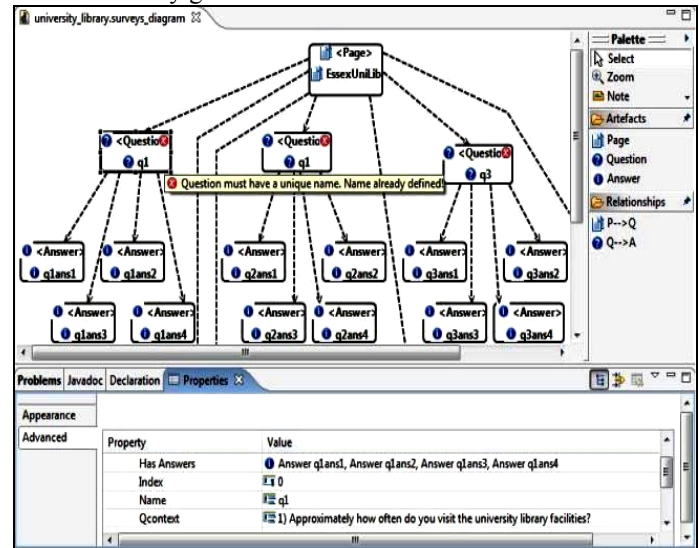 university_library.surveys_diagram
Palette
Select
Zoom
Note
Artefacts
Page
Question
Answer
Relationships
P-->Q
Q-->A
<Page>
EssexUniLib
<Questio
q1
<Questio
q1
<Questio
q3
Question must have a unique name. Name already defined!
<Answer>
q1ans1
<Answer>
q1ans2
<Answer>
q2ans1
<Answer>
q2ans2
<Answer>
q3ans1
<Answer>
q3ans2
<Answer>
q1ans3
<Answer>
q1ans4
<Answer>
q2ans3
<Answer>
q2ans4
<Answer>
q3ans3
<Answer>
q3ans4
Problems Javadoc Declaration Properties
Appearance
Advanced
Property Value
Has Answers Answer q1ans1, Answer q1ans2, Answer q1ans3, Answer q1ans4
Index 0
Name q1
Qcontext 1) Approximately how often do you visit the university library facilities?